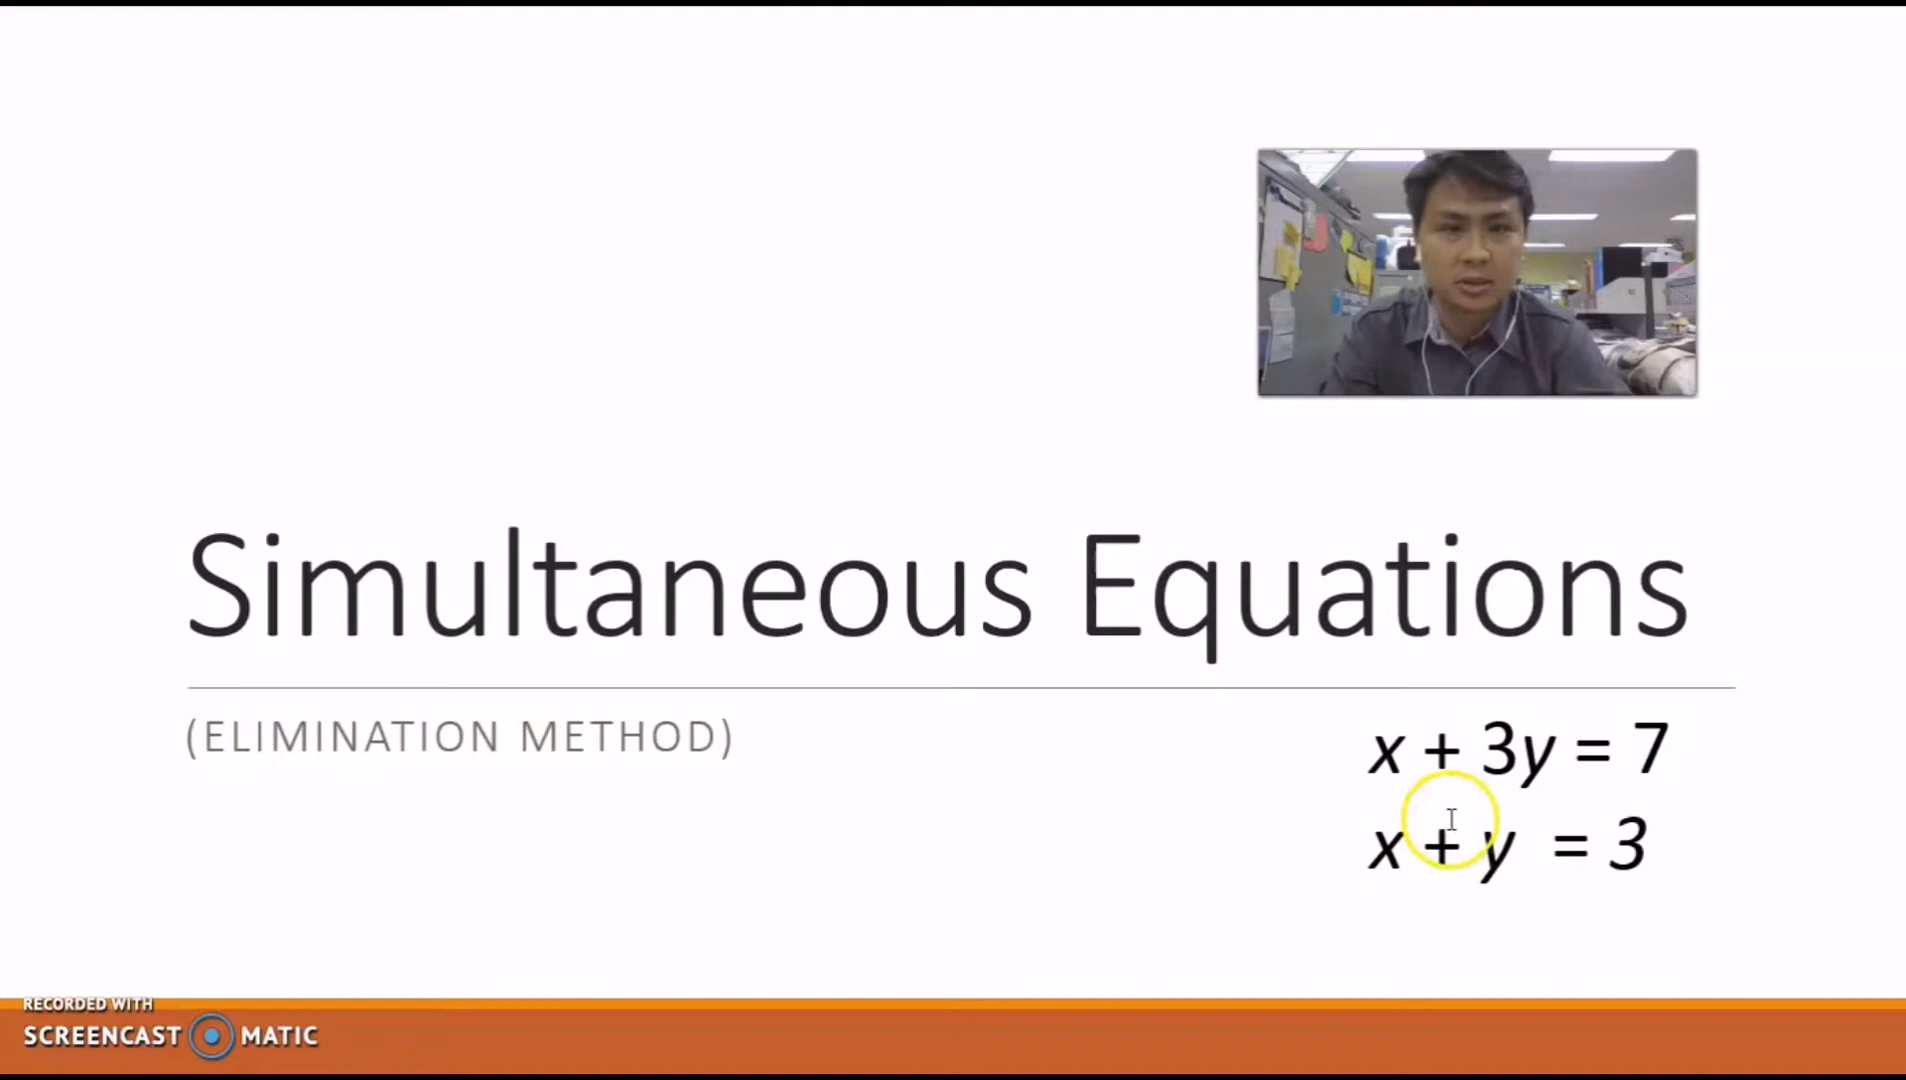 Simultaneous Equations
(ELIMINATION METHOD)
x + 3y = 7
x + y = 3
RECORDED WITH
SCREENCAST MATIC